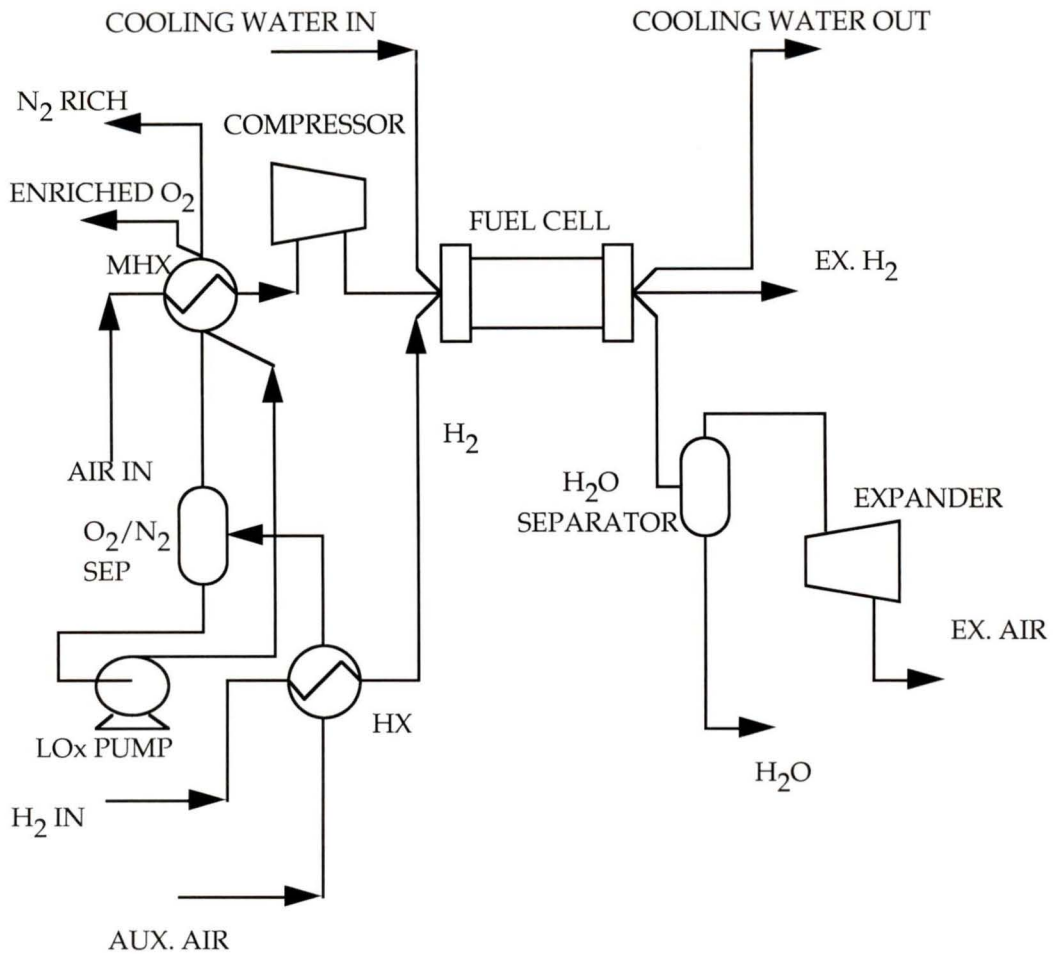 COOLING WATER IN
COOLING WATER OUT
N₂ RICH
COMPRESSOR
ENRICHED O₂
FUEL CELL
MHX
EX. H₂
AIR IN
H₂
H₂O
SEPARATOR
EXPANDER
O₂/N₂
SEP
EX. AIR
HX
LOx PUMP
H₂O
H₂ IN
AUX. AIR